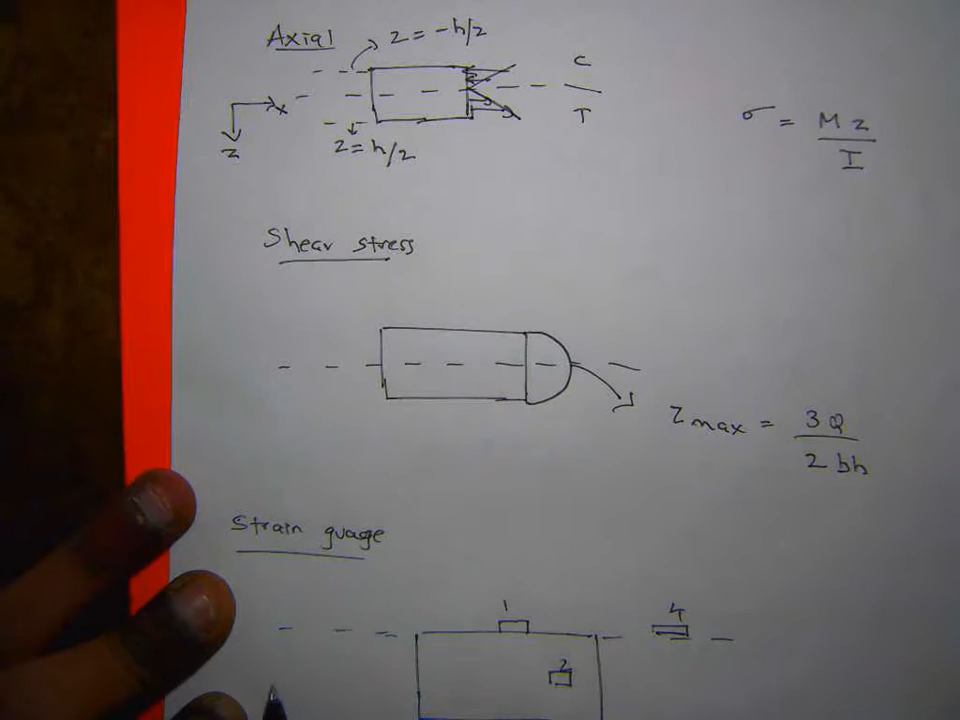 Axial
z = -h/2
x
z
z = h/2
C
T
σ = Mz / I
Shear stress
τmax = 3Q / 2bh
Strain guage
1
4
2